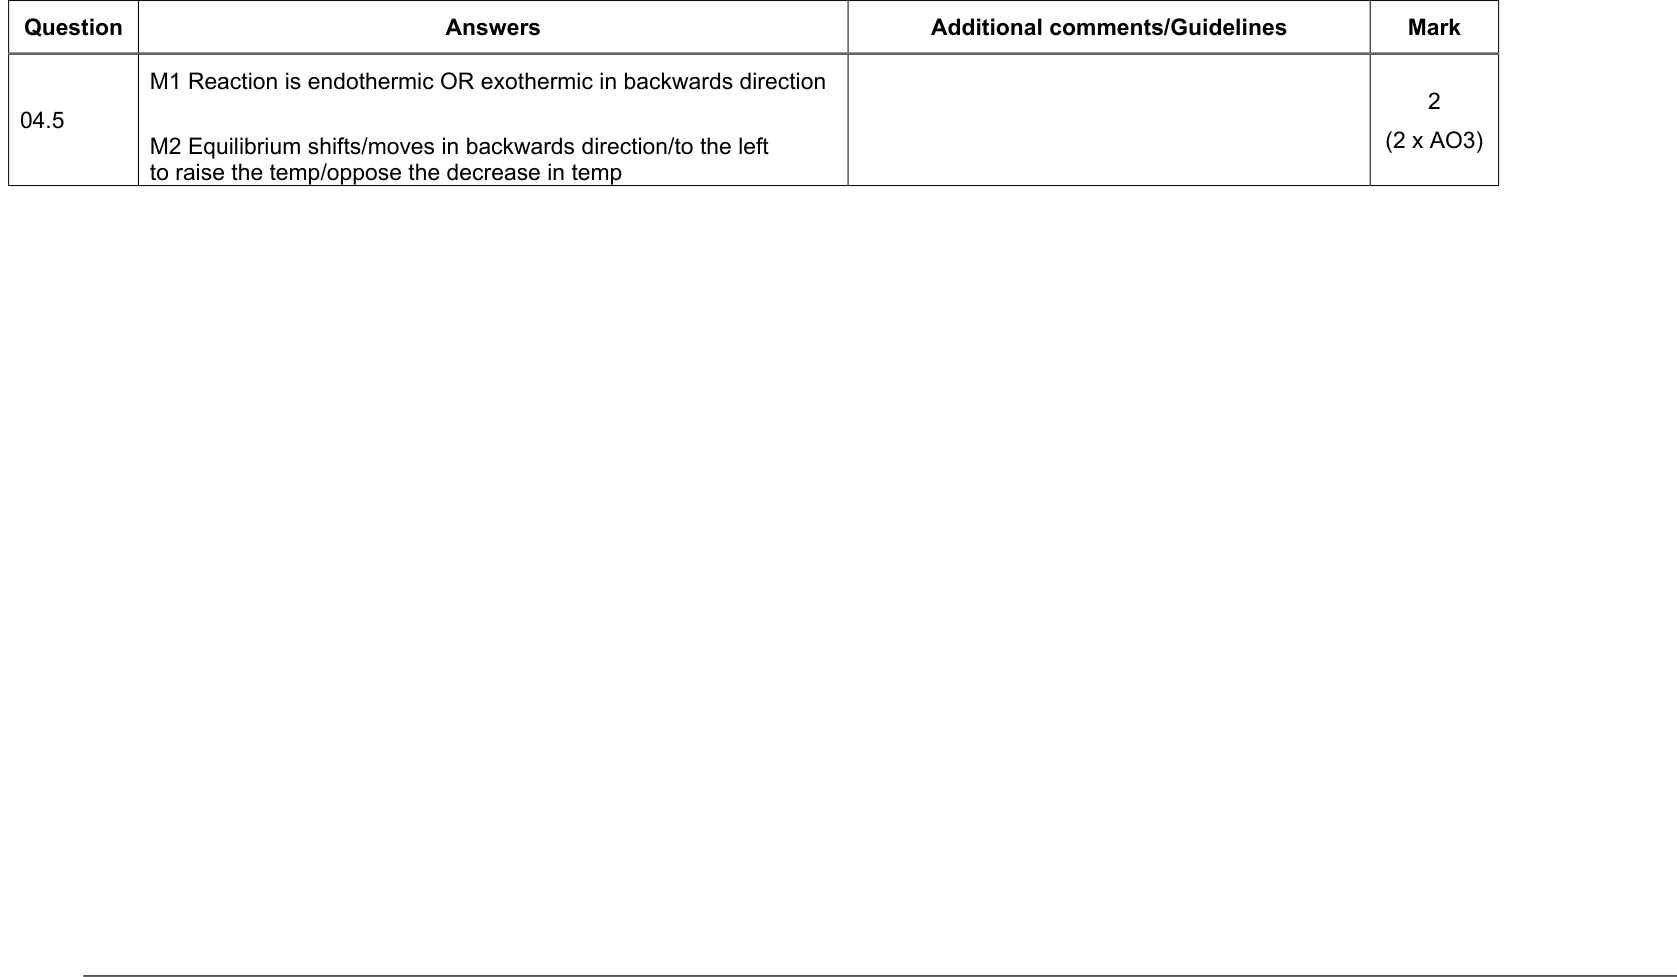 Question Answers Additional comments/Guidelines Mark
04.5
M1 Reaction is endothermic OR exothermic in backwards direction
M2 Equilibrium shifts/moves in backwards direction/to the left
to raise the temp/oppose the decrease in temp
2
(2 x AO3)